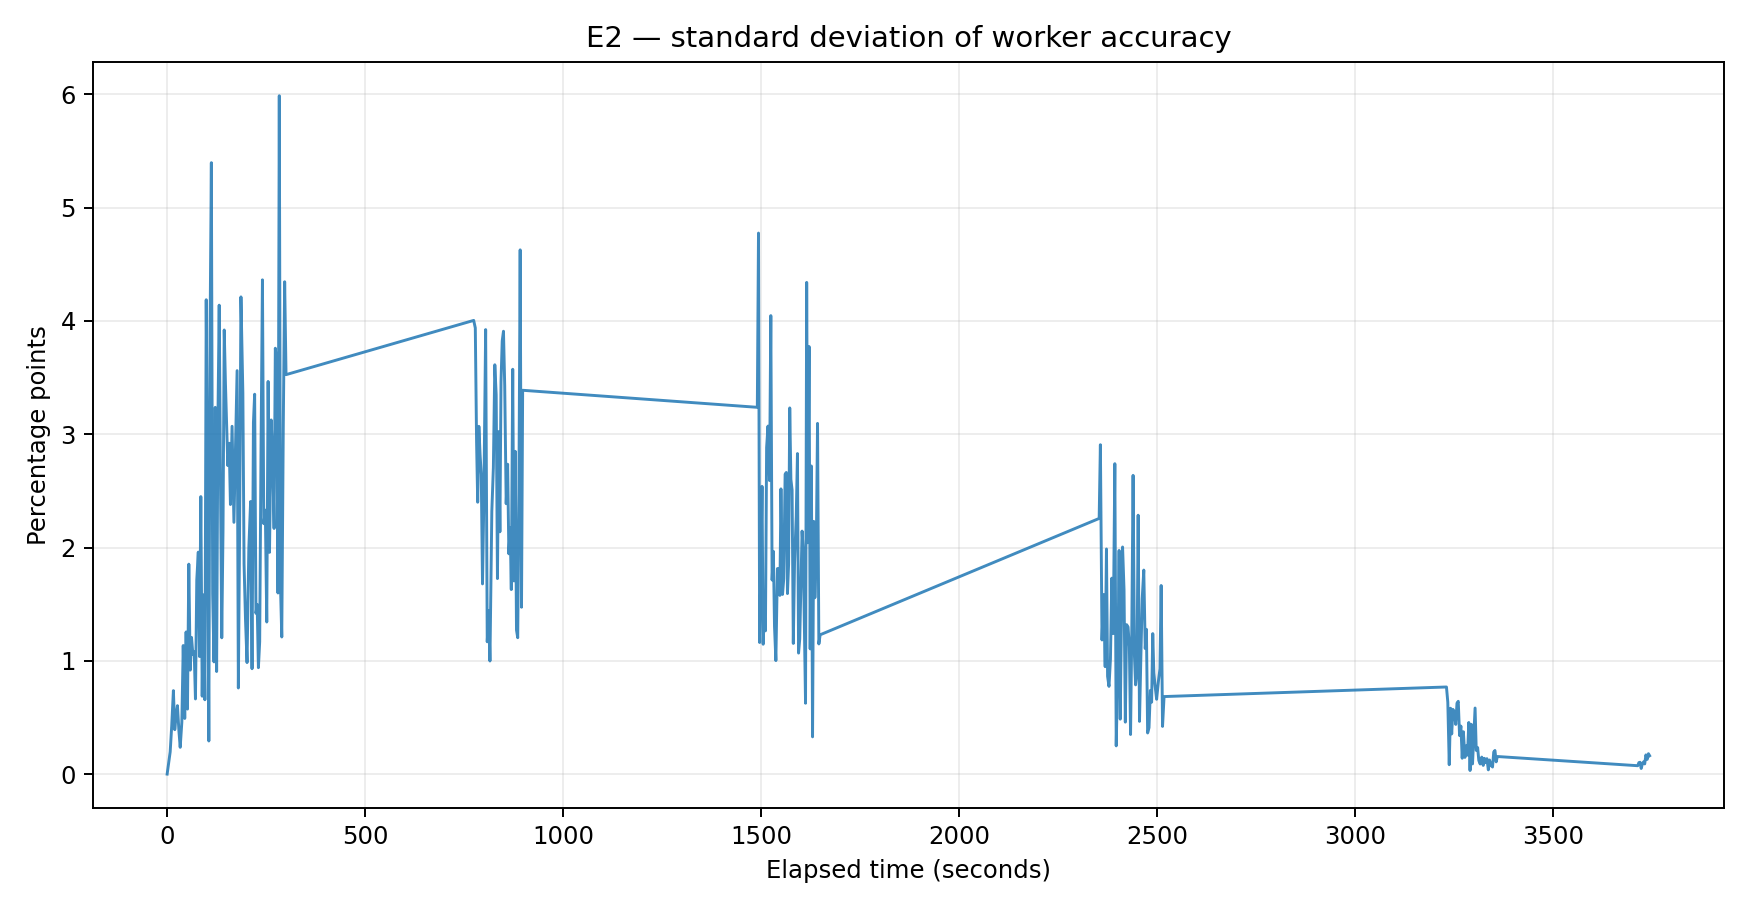 E2 — standard deviation of worker accuracy
Percentage points
6
5
4
3
2
1
0
0 500 1000 1500 2000 2500 3000 3500
Elapsed time (seconds)